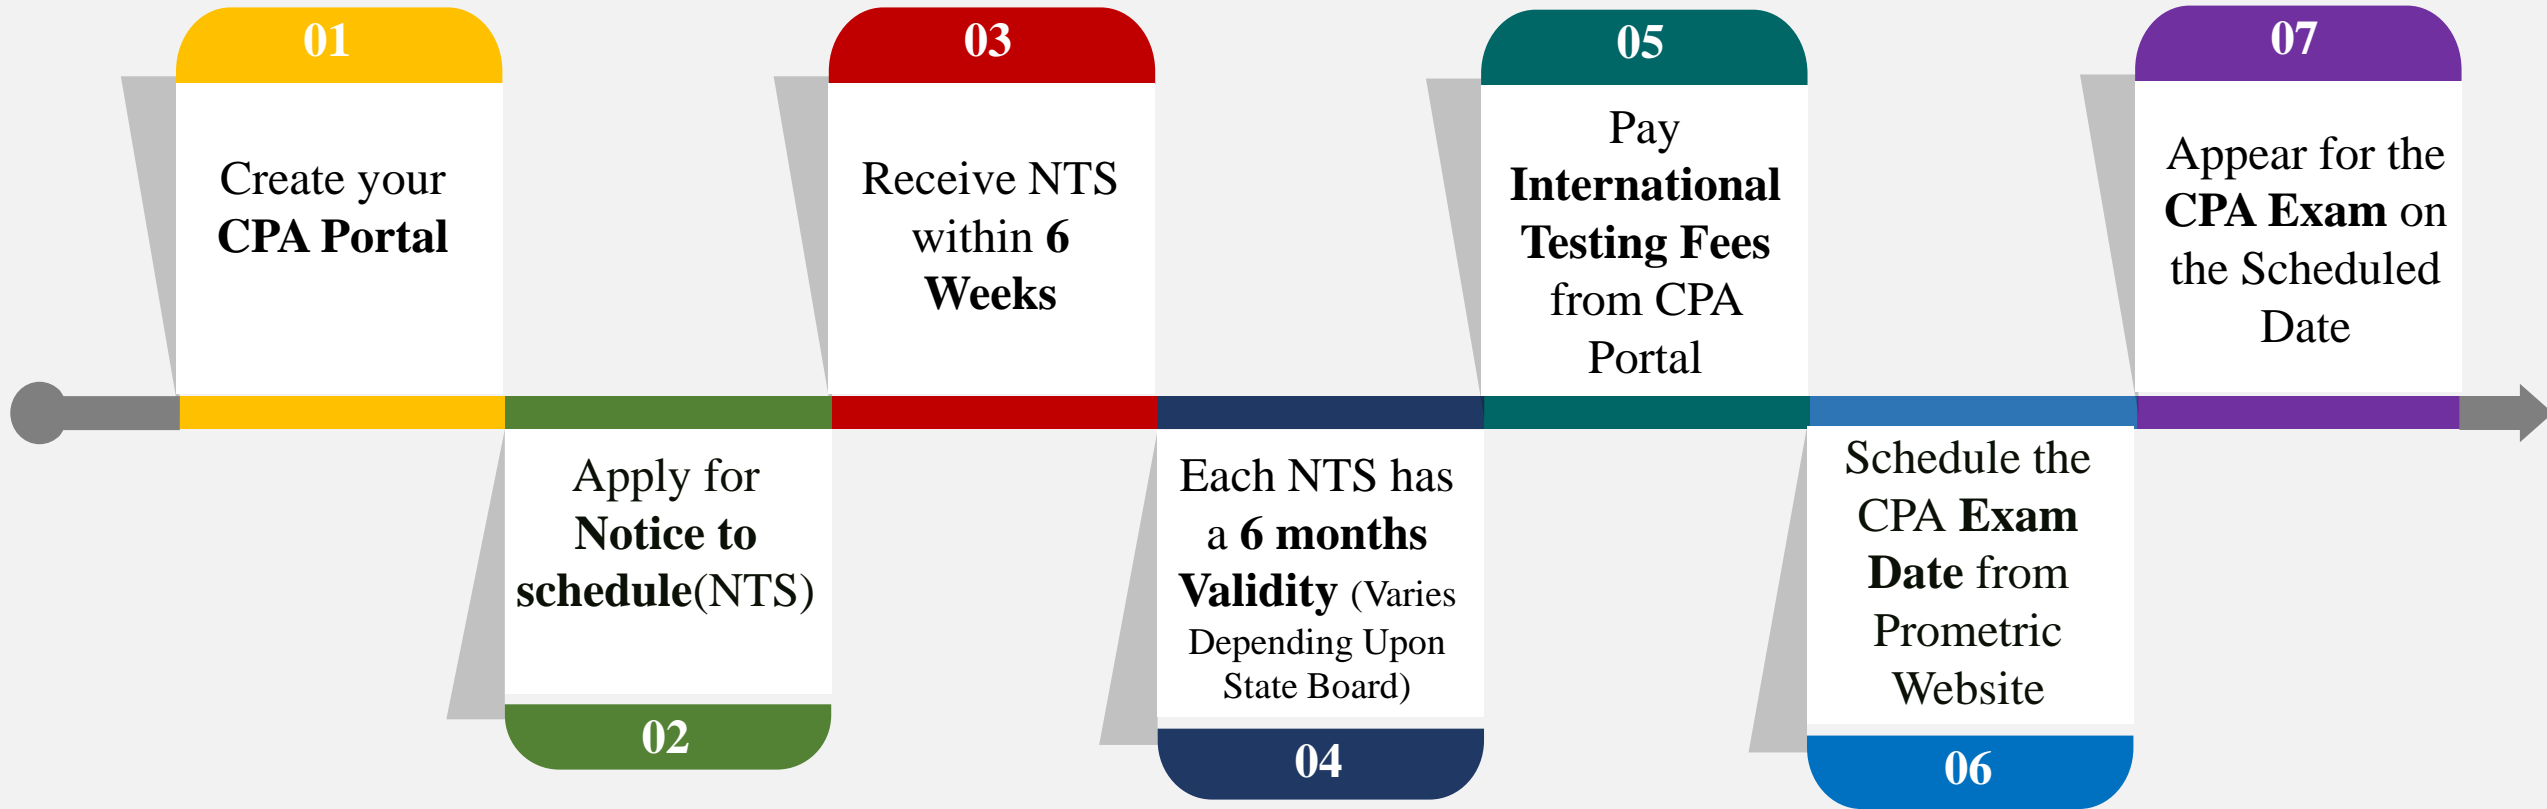 01
Create your
CPA Portal
Apply for
Notice to
schedule(NTS)
02
03
Receive NTS
within 6
Weeks
Each NTS has
a 6 months
Validity (Varies
Depending Upon
State Board)
04
05
Pay
International
Testing Fees
from CPA
Portal
Schedule the
CPA Exam
Date from
Prometric
Website
06
07
Appear for the
CPA Exam on
the Scheduled
Date